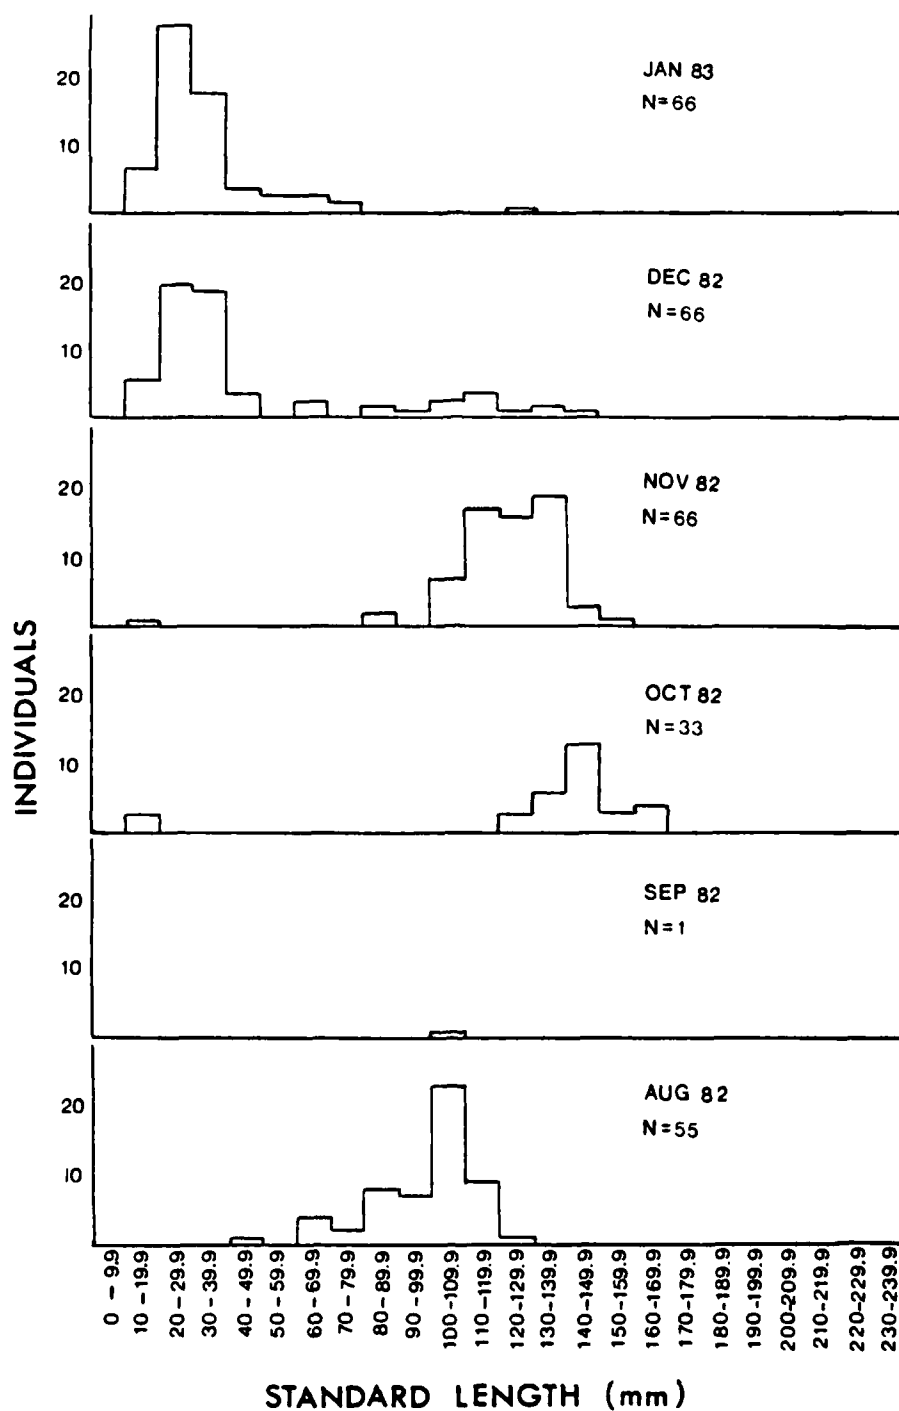 JAN 83
N=66
20
10
DEC 82
N=66
20
10
NOV 82
N=66
20
10
OCT 82
N=33
20
10
SEP 82
N=1
20
10
AUG 82
N=55
20
10
INDIVIDUALS
0-9.9
10-19.9
20-29.9
30-39.9
40-49.9
50-59.9
60-69.9
70-79.9
80-89.9
90-99.9
100-109.9
110-119.9
120-129.9
130-139.9
140-149.9
150-159.9
160-169.9
170-179.9
180-189.9
190-199.9
200-209.9
210-219.9
220-229.9
230-239.9
STANDARD LENGTH (mm)